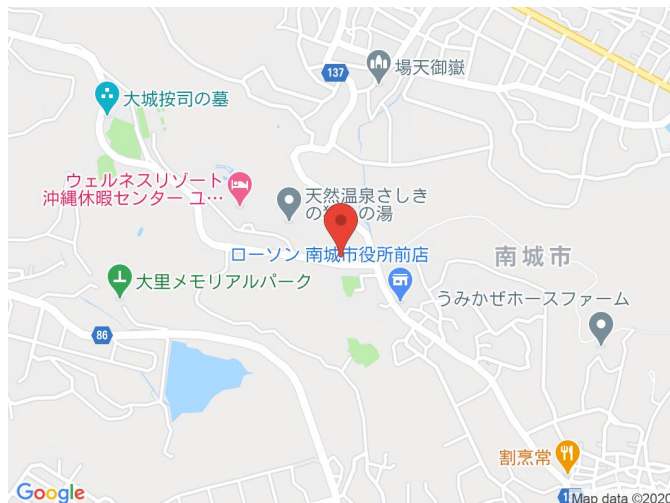 137
場天御嶽
大城按司の墓
ウェルネスリゾート
沖縄休暇センター ユ…
天然温泉さしき
の の湯
ローソン 南城市役所前店
南城市
大里メモリアルパーク
うみかぜホースファーム
86
割烹常
Google
Map data ©2020